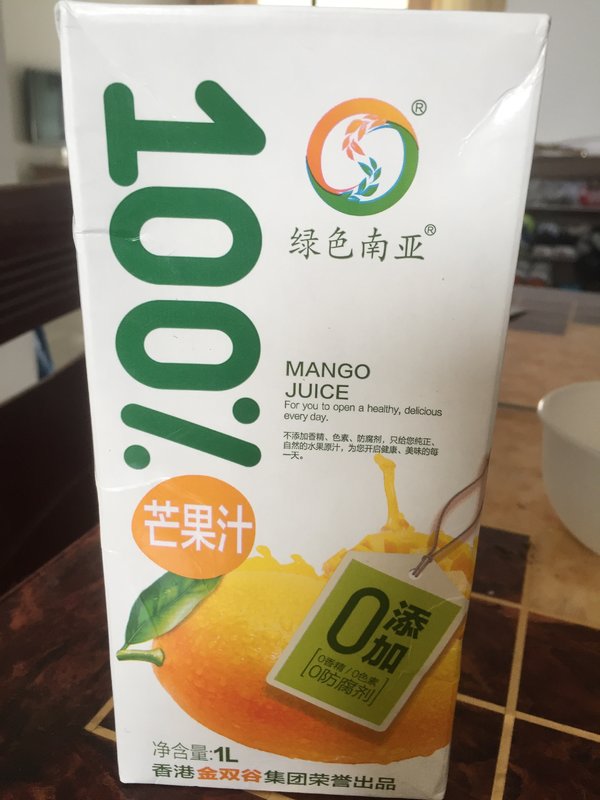 ®
绿色南亚®
100%
芒果汁
MANGO
JUICE
For you to open a healthy, delicious
every day.
不添加香精、色素、防腐剂，只给您纯正、
自然的水果原汁，为您开启健康、美味的每
一天。
0添加
[0香精/0色素
0防腐剂]
净含量:1L
香港金双谷集团荣誉出品